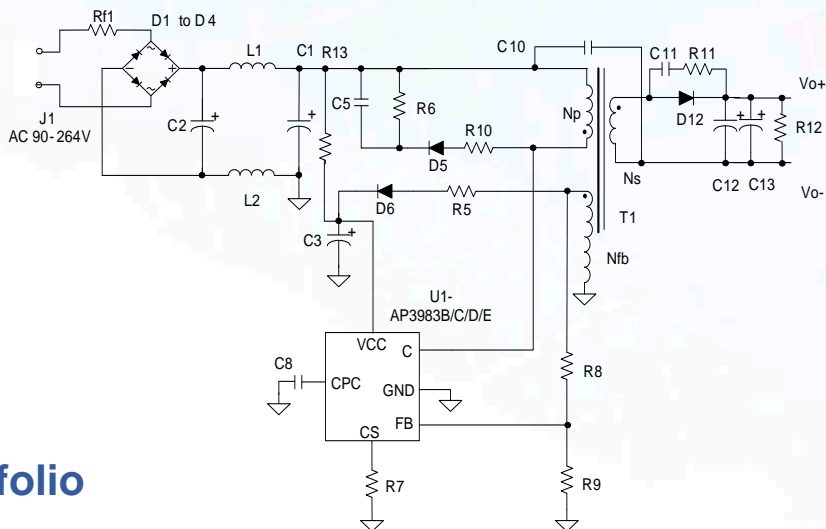 Rf1
D1 to D4
L1
C1
R13
C10
C11
R11
Vo+
J1
AC 90-264V
C2
C5
R6
D5
R10
Np
D12
R12
L2
C3
D6
R5
Ns
C12
C13
Vo-
T1
Nfb
U1-
AP3983B/C/D/E
VCC
C
C8
CPC
GND
FB
CS
R8
R7
R9
folio